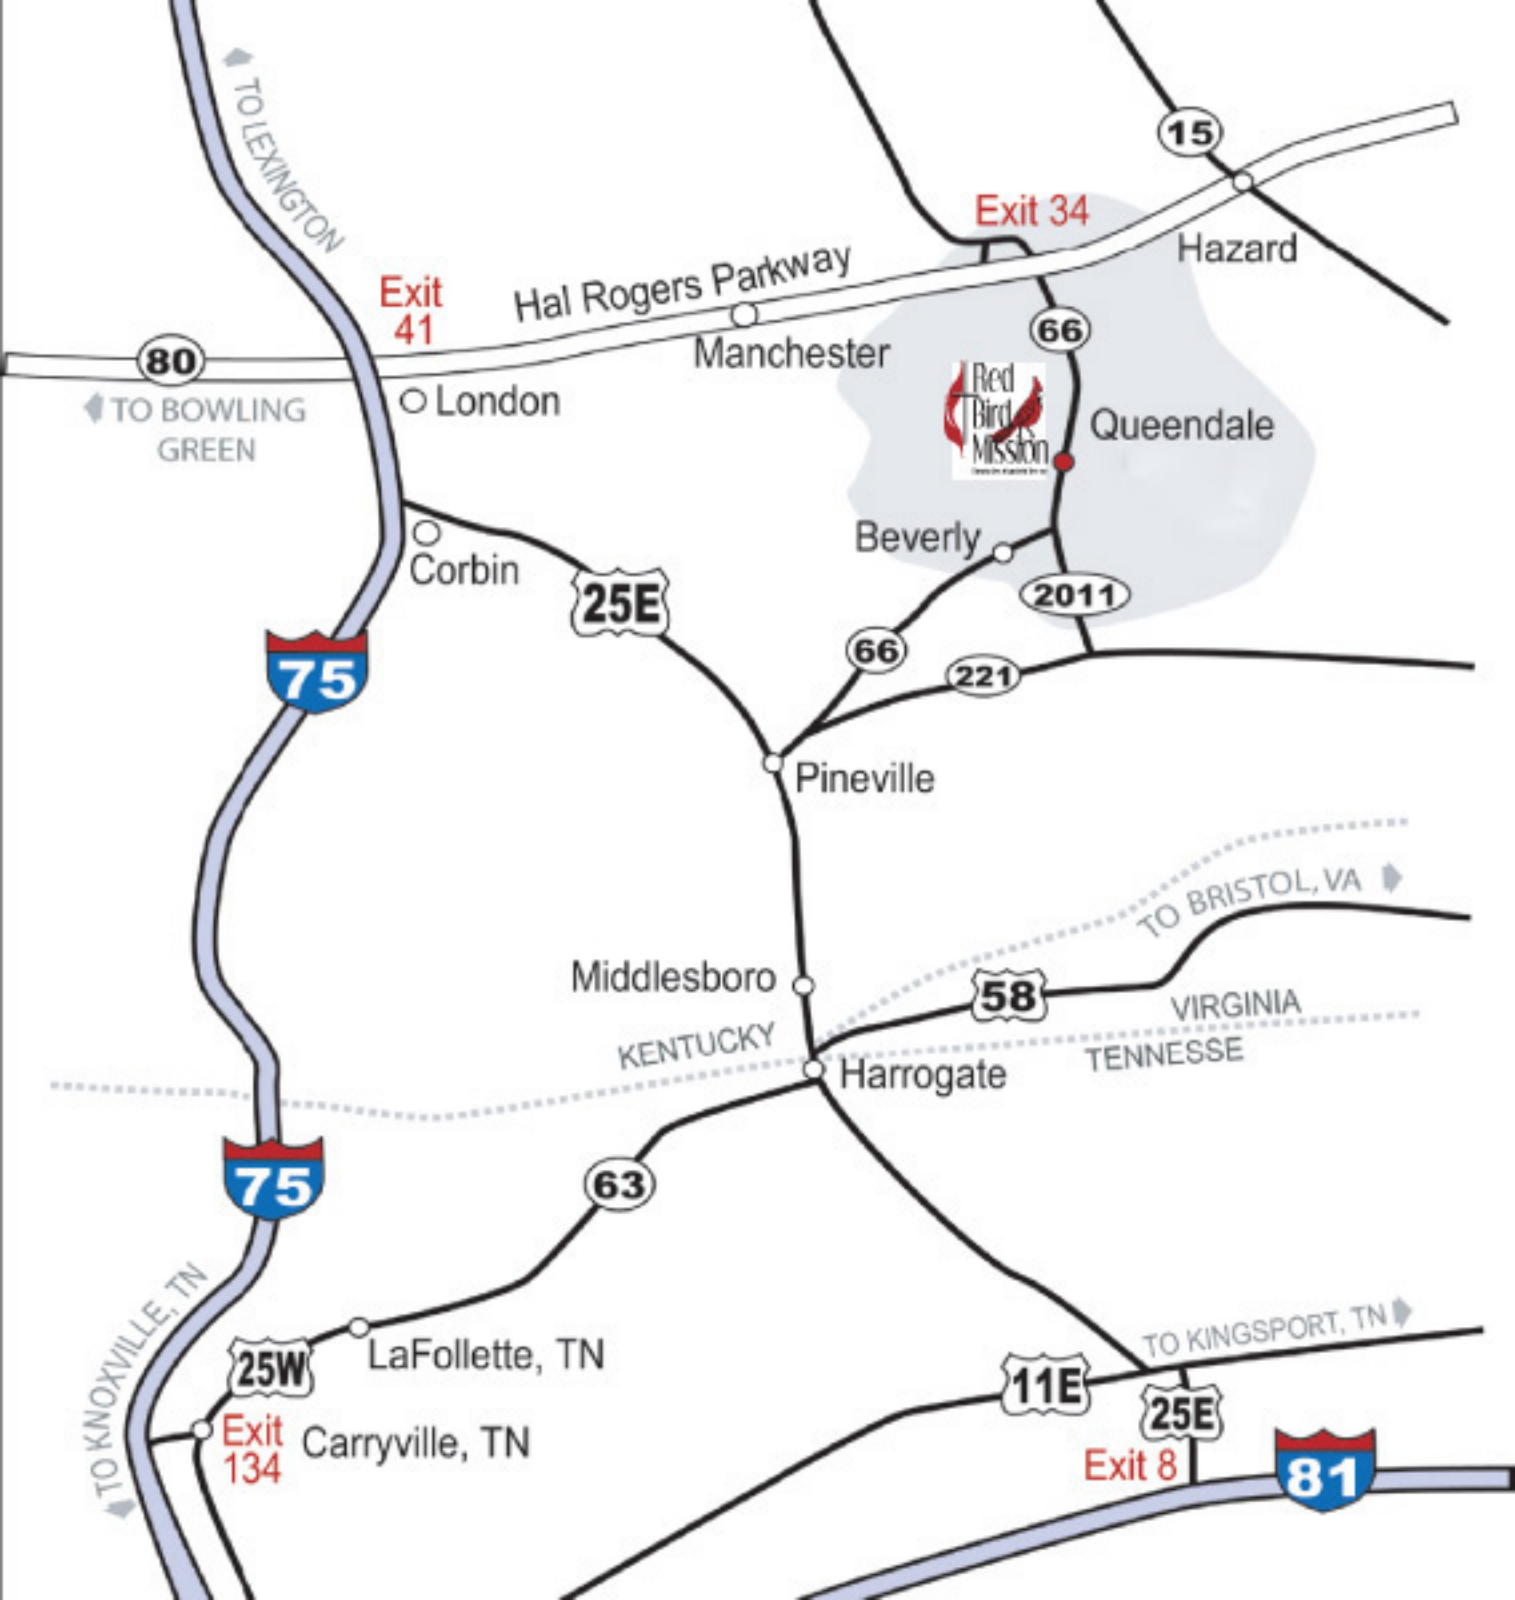 TO LEXINGTON
15
Exit 34
Hazard
Hal Rogers Parkway
Exit
41
80
Manchester
66
TO BOWLING
GREEN
London
Red
Bird
Mission
Queendale
Beverly
Corbin
25E
2011
66
221
75
Pineville
TO BRISTOL, VA
Middlesboro
58
VIRGINIA
KENTUCKY
TENNESSE
Harrogate
75
63
TO KNOXVILLE, TN
TO KINGSPORT, TN
25W
LaFollette, TN
11E
25E
Exit
134
Carryville, TN
Exit 8
81